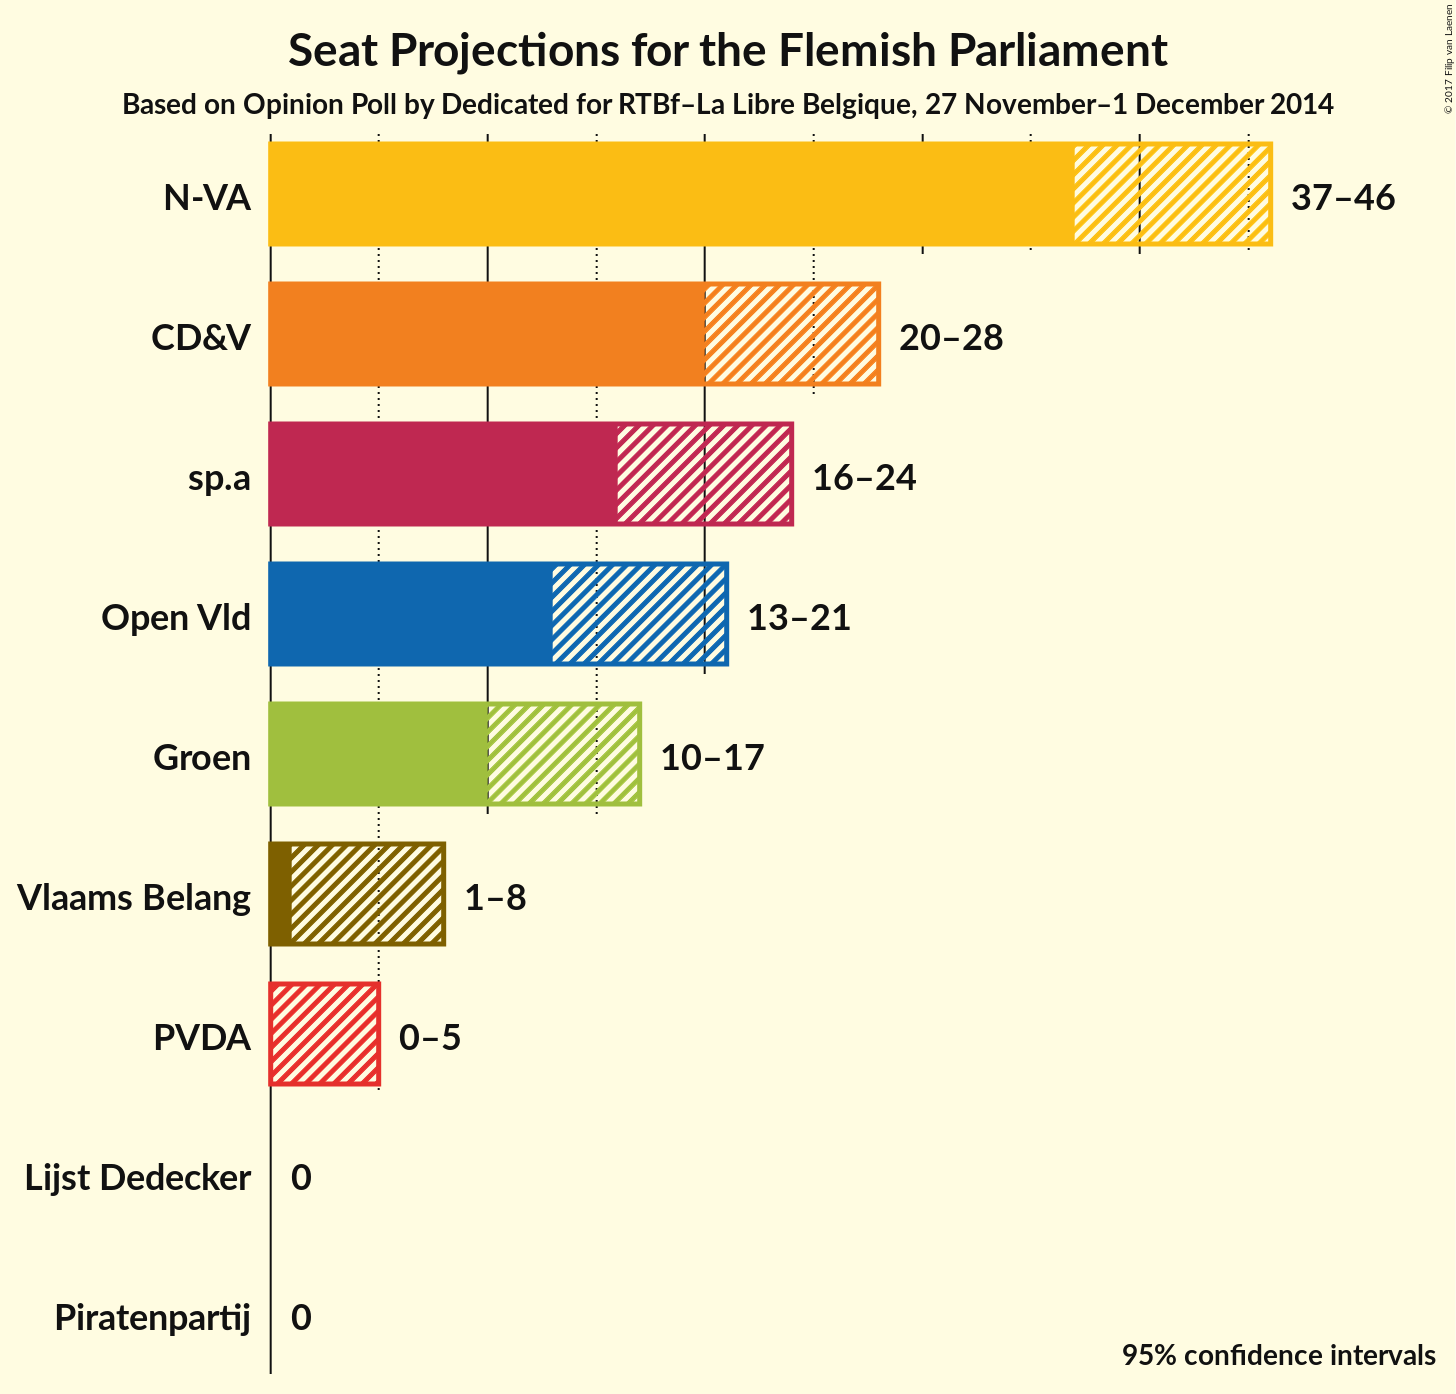 Seat Projections for the Flemish Parliament
Based on Opinion Poll by Dedicated for RTBf–La Libre Belgique, 27 November–1 December 2014
© 2017 Filip van Laenen
N-VA 37–46
CD&V 20–28
sp.a 16–24
Open Vld 13–21
Groen 10–17
Vlaams Belang 1–8
PVDA 0–5
Lijst Dedecker 0
Piratenpartij 0
95% confidence intervals